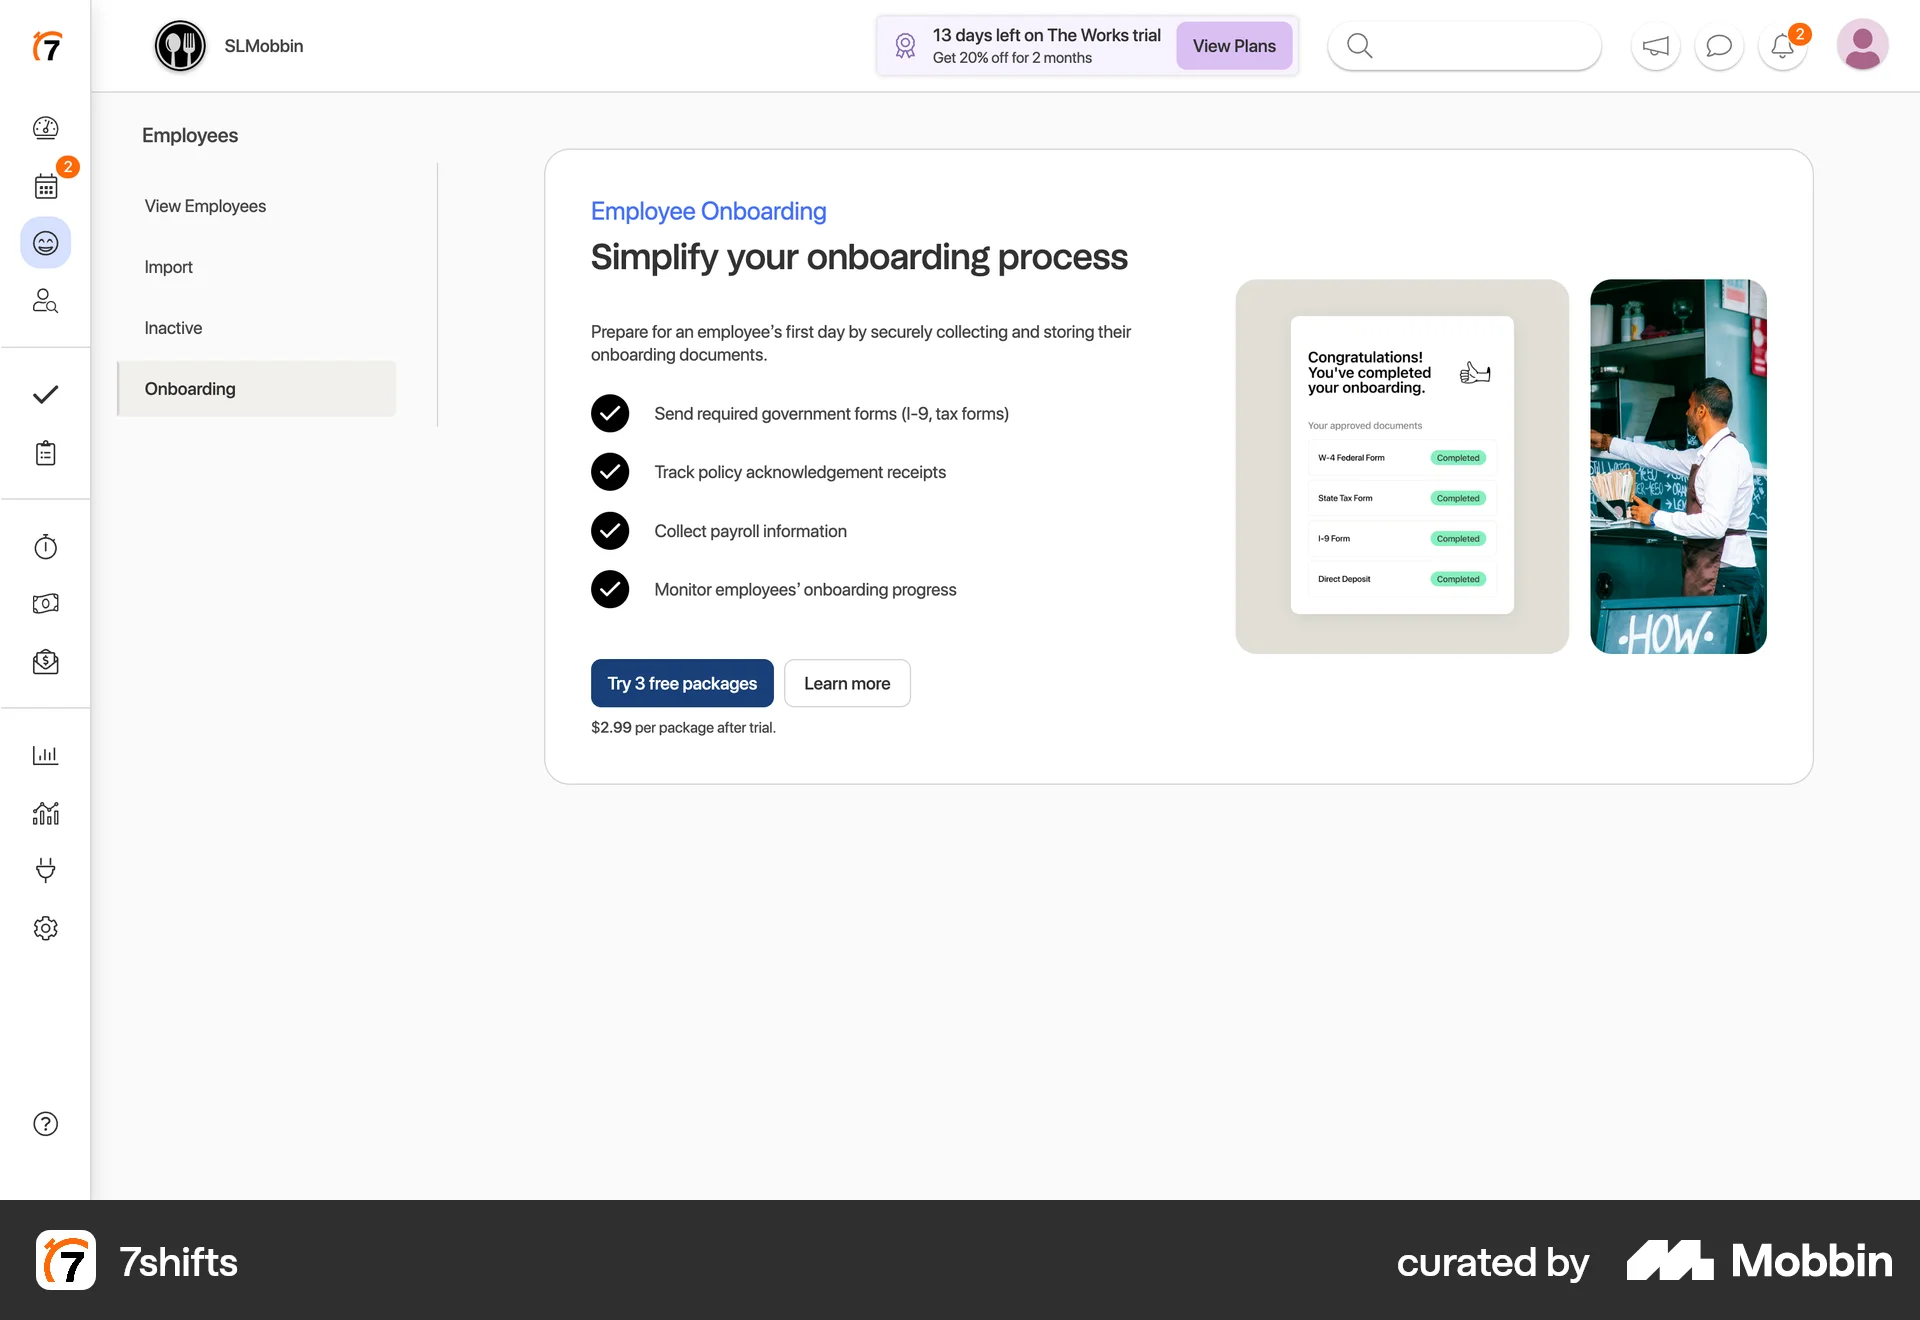 7
SLMobbin
13 days left on The Works trial
Get 20% off for 2 months
View Plans
2
2
Employees
View Employees
Import
Inactive
Onboarding
Employee Onboarding
Simplify your onboarding process
Prepare for an employee’s first day by securely collecting and storing their
onboarding documents.
Send required government forms (I-9, tax forms)
Track policy acknowledgement receipts
Collect payroll information
Monitor employees’ onboarding progress
Try 3 free packages
Learn more
$2.99 per package after trial.
Congratulations!
You've completed
your onboarding.
Your approved documents
W-4 Federal Form
Completed
State Tax Form
Completed
I-9 Form
Completed
Direct Deposit
Completed
·HOW·
7
7shifts
curated by
Mobbin